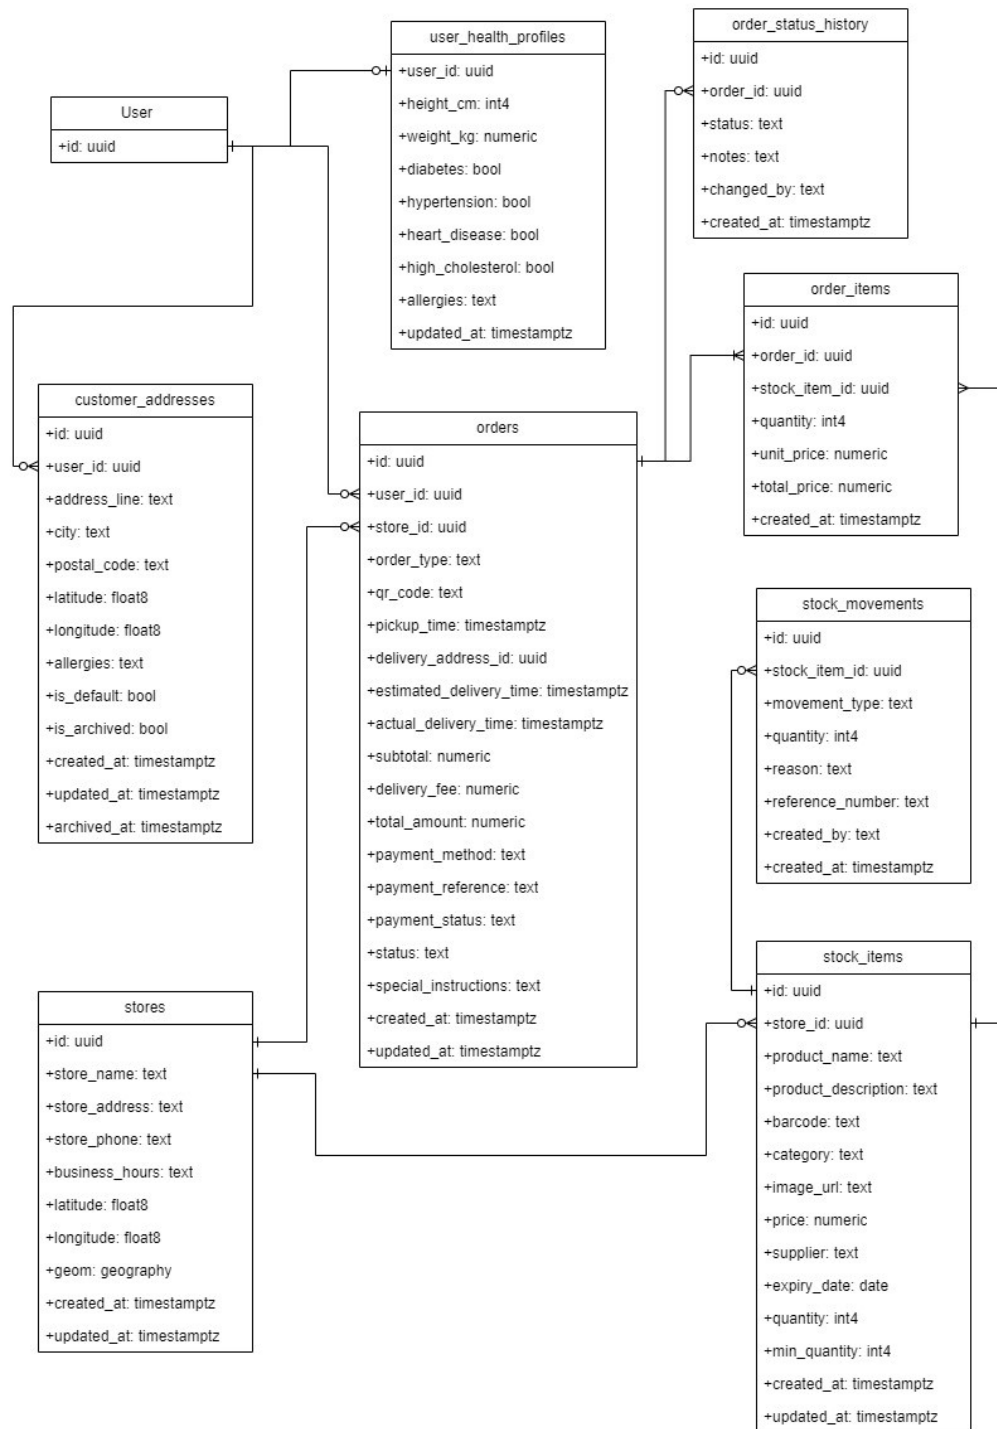 User
+id: uuid
user_health_profiles
+user_id: uuid
+height_cm: int4
+weight_kg: numeric
+diabetes: bool
+hypertension: bool
+heart_disease: bool
+high_cholesterol: bool
+allergies: text
+updated_at: timestamptz
order_status_history
+id: uuid
+order_id: uuid
+status: text
+notes: text
+changed_by: text
+created_at: timestamptz
order_items
+id: uuid
+order_id: uuid
+stock_item_id: uuid
+quantity: int4
+unit_price: numeric
+total_price: numeric
+created_at: timestamptz
customer_addresses
+id: uuid
+user_id: uuid
+address_line: text
+city: text
+postal_code: text
+latitude: float8
+longitude: float8
+allergies: text
+is_default: bool
+is_archived: bool
+created_at: timestamptz
+updated_at: timestamptz
+archived_at: timestamptz
orders
+id: uuid
+user_id: uuid
+store_id: uuid
+order_type: text
+qr_code: text
+pickup_time: timestamptz
+delivery_address_id: uuid
+estimated_delivery_time: timestamptz
+actual_delivery_time: timestamptz
+subtotal: numeric
+delivery_fee: numeric
+total_amount: numeric
+payment_method: text
+payment_reference: text
+payment_status: text
+status: text
+special_instructions: text
+created_at: timestamptz
+updated_at: timestamptz
stock_movements
+id: uuid
+stock_item_id: uuid
+movement_type: text
+quantity: int4
+reason: text
+reference_number: text
+created_by: text
+created_at: timestamptz
stores
+id: uuid
+store_name: text
+store_address: text
+store_phone: text
+business_hours: text
+latitude: float8
+longitude: float8
+geom: geography
+created_at: timestamptz
+updated_at: timestamptz
stock_items
+id: uuid
+store_id: uuid
+product_name: text
+product_description: text
+barcode: text
+category: text
+image_url: text
+price: numeric
+supplier: text
+expiry_date: date
+quantity: int4
+min_quantity: int4
+created_at: timestamptz
+updated_at: timestamptz